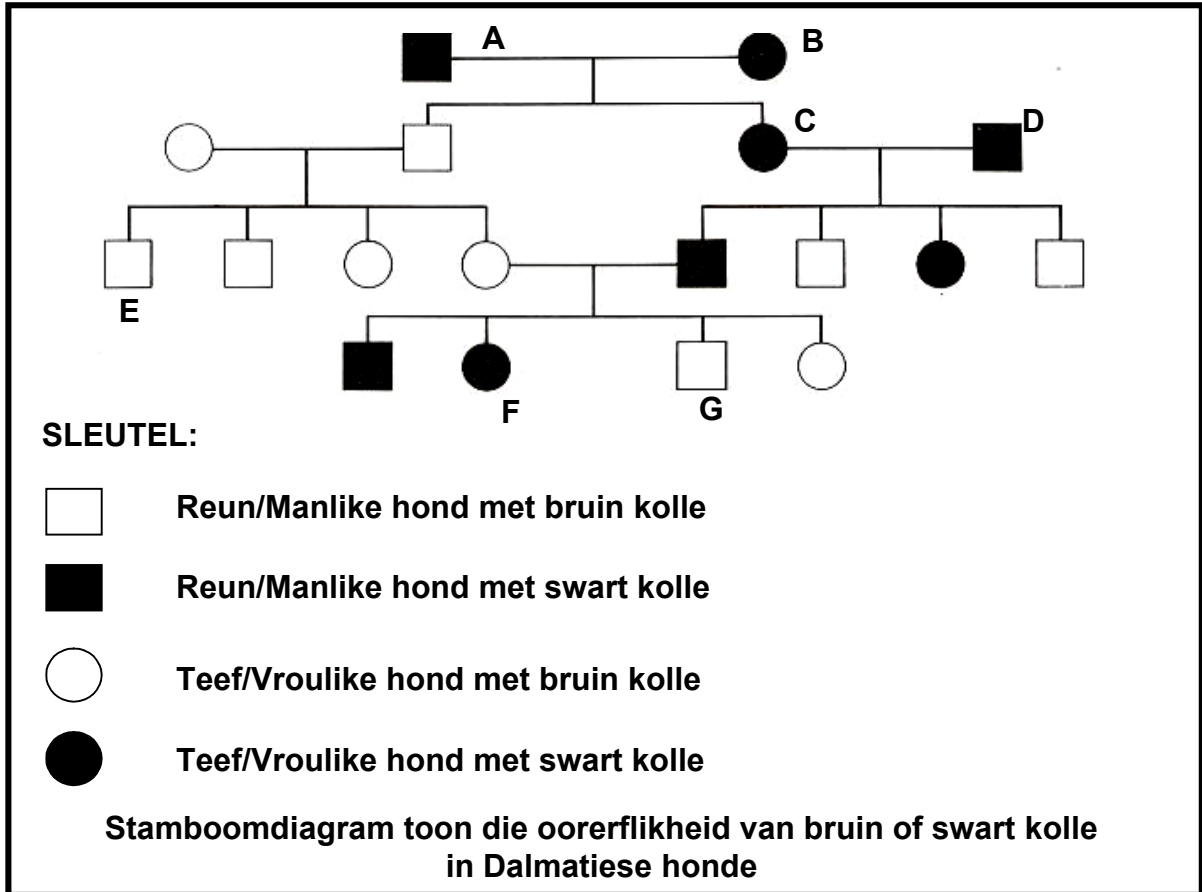 A
B
C
D
E
F
G
SLEUTEL:
Reun/Manlike hond met bruin kolle
Reun/Manlike hond met swart kolle
Teef/Vroulike hond met bruin kolle
Teef/Vroulike hond met swart kolle
Stamboomdiagram toon die oorerflikheid van bruin of swart kolle
in Dalmatiese honde